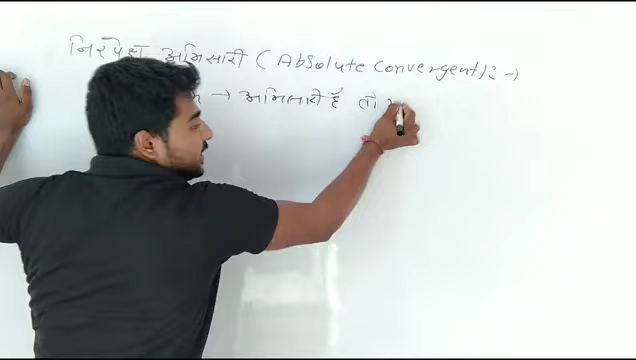 निरपेक्ष अभिसारी (Absolute Convergent) : -
→ अभिसारी है तो